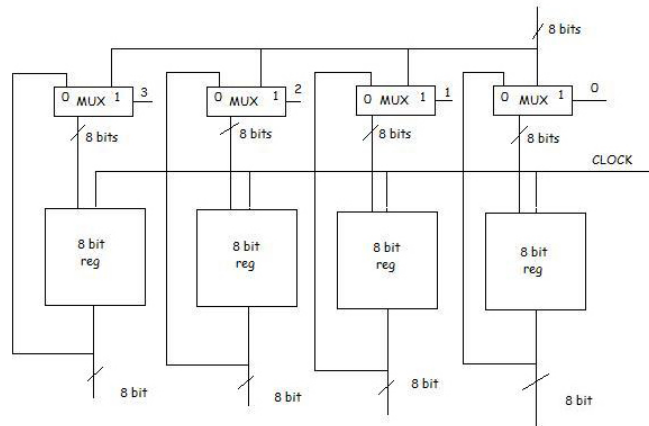 8 bits
0 MUX 1 3
0 MUX 1 2
0 MUX 1 1
0 MUX 1 0
8 bits
8 bits
8 bits
8 bits
CLOCK
8 bit
reg
8 bit
reg
8 bit
reg
8 bit
reg
8 bit
8 bit
8 bit
8 bit